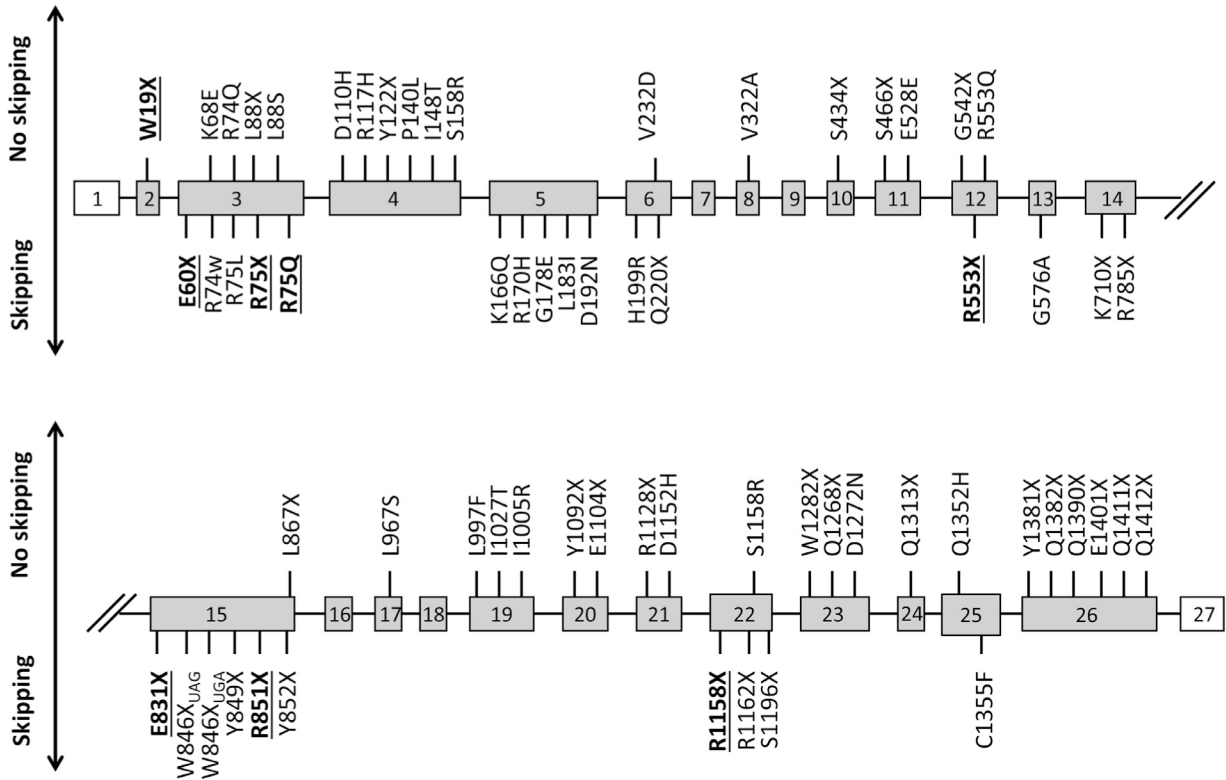 No skipping
W19X
K68E
R74Q
L88X
L88S
D110H
R117H
Y122X
P140L
I148T
S158R
V232D
V322A
S434X
S466X
E528E
G542X
R553Q
1
2
3
4
5
6
7
8
9
10
11
12
13
14
Skipping
E60X
R74w
R75L
R75X
R75Q
K166Q
R170H
G178E
L183I
D192N
H199R
Q220X
R553X
G576A
K710X
R785X
No skipping
L867X
L967S
L997F
I1027T
I1005R
Y1092X
E1104X
R1128X
D1152H
S1158R
W1282X
Q1268X
D1272N
Q1313X
Q1352H
Y1381X
Q1382X
Q1390X
E1401X
Q1411X
Q1412X
15
16
17
18
19
20
21
22
23
24
25
26
27
Skipping
E831X
W846XUAG
W846XUGA
Y849X
R851X
Y852X
R1158X
R1162X
S1196X
C1355F